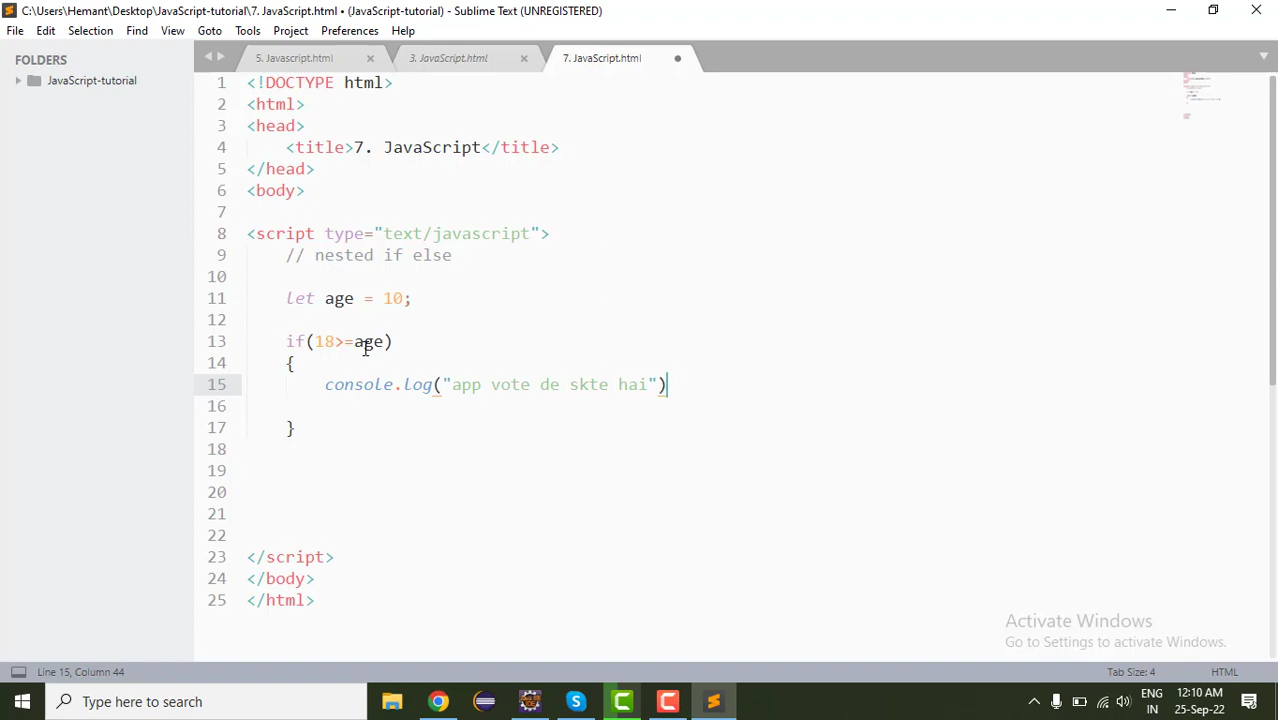 C:\Users\Hemant\Desktop\JavaScript-tutorial\7. JavaScript.html • (JavaScript-tutorial) - Sublime Text (UNREGISTERED)
File Edit Selection Find View Goto Tools Project Preferences Help
FOLDERS
JavaScript-tutorial
5. Javascript.html 3. JavaScript.html 7. JavaScript.html
1 <!DOCTYPE html>
2 <html>
3 <head>
4 <title>7. JavaScript</title>
5 </head>
6 <body>
7
8 <script type="text/javascript">
9 // nested if else
10
11 let age = 10;
12
13 if(18>=age)
14 {
15 console.log("app vote de skte hai")
16
17 }
18
19
20
21
22
23 </script>
24 </body>
25 </html>
Activate Windows
Go to Settings to activate Windows.
Line 15, Column 44 Tab Size: 4 HTML
Type here to search
ENG
IN
12:10 AM
25-Sep-22